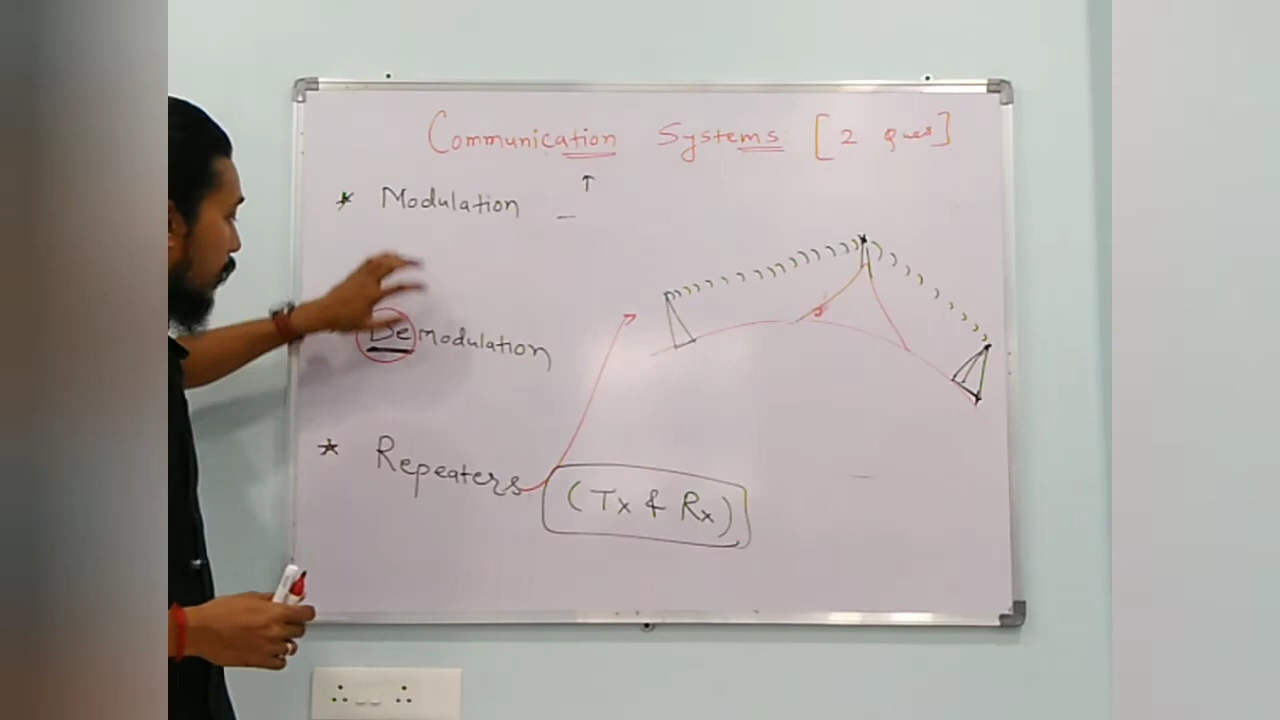 Communication Systems [2 ques]
* Modulation -
Demodulation
* Repeaters
(Tx & Rx)